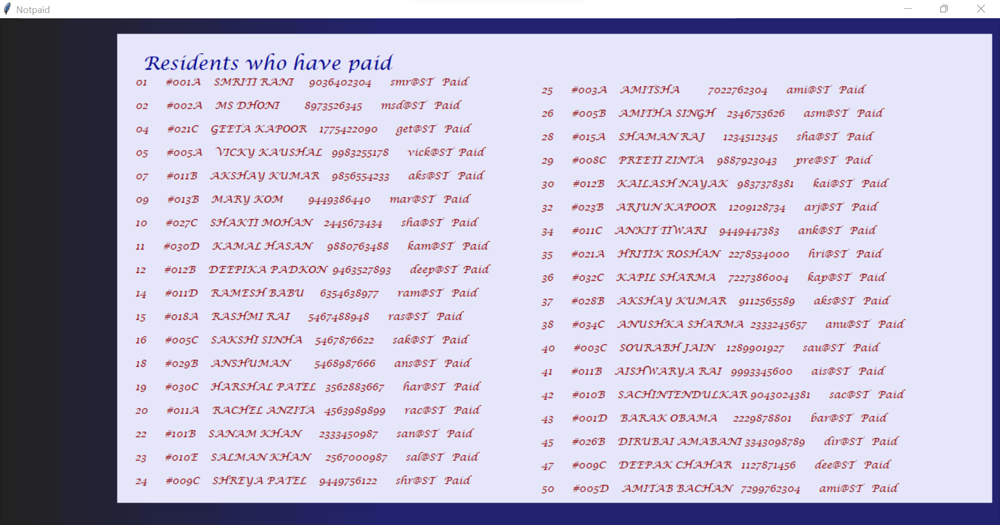 Notpaid
Residents who have paid
01 #001A SMRITI RANI 9036402304 smr@ST Paid
02 #002A MS DHONI 8973526345 msd@ST Paid
04 #021C GEETA KAPOOR 1775422090 get@ST Paid
05 #005A VICKY KAUSHAL 9983255178 vick@ST Paid
07 #011B AKSHAY KUMAR 9856554233 aks@ST Paid
09 #013B MARY KOM 9449386440 mar@ST Paid
10 #027C SHAKTI MOHAN 2445673434 sha@ST Paid
11 #030D KAMAL HASAN 9880763488 kam@ST Paid
12 #012B DEEPIKA PADKON 9463527893 deep@ST Paid
14 #011D RAMESH BABU 6354638977 ram@ST Paid
15 #018A RASHMI RAI 5467488948 ras@ST Paid
16 #005C SAKSHI SINHA 5467876622 sak@ST Paid
18 #029B ANSHUMAN 5468987666 ans@ST Paid
19 #030C HARSHAL PATEL 3562883667 har@ST Paid
20 #011A RACHEL ANZITA 4563989899 rac@ST Paid
22 #101B SANAM KHAN 2333450987 san@ST Paid
23 #010E SALMAN KHAN 2567000987 sal@ST Paid
24 #009C SHREYA PATEL 9449756122 shr@ST Paid
25 #003A AMITSHA 7022762304 ami@ST Paid
26 #005B AMITHA SINGH 2346753626 asm@ST Paid
28 #015A SHAMAN RAJ 1234512345 sha@ST Paid
29 #008C PREETI ZINTA 9887923043 pre@ST Paid
30 #012B KAILASH NAYAK 9837378381 kai@ST Paid
32 #023B ARJUN KAPOOR 1209128734 arj@ST Paid
34 #011C ANKIT TIWARI 9449447383 ank@ST Paid
35 #021A HRITIK ROSHAN 2278534000 hri@ST Paid
36 #032C KAPIL SHARMA 7227386004 kap@ST Paid
37 #028B AKSHAY KUMAR 9112565589 aks@ST Paid
38 #034C ANUSHKA SHARMA 2333245657 anu@ST Paid
40 #003C SOURABH JAIN 1289901927 sau@ST Paid
41 #011B AISHWARYA RAI 9993345600 ais@ST Paid
42 #010B SACHINTENDULKAR 9043024381 sac@ST Paid
43 #001D BARAK OBAMA 2229878801 bar@ST Paid
45 #026B DIRUBAI AMABANI 3343098789 dir@ST Paid
47 #009C DEEPAK CHAHAR 1127871456 dee@ST Paid
50 #005D AMITAB BACHAN 7299762304 ami@ST Paid